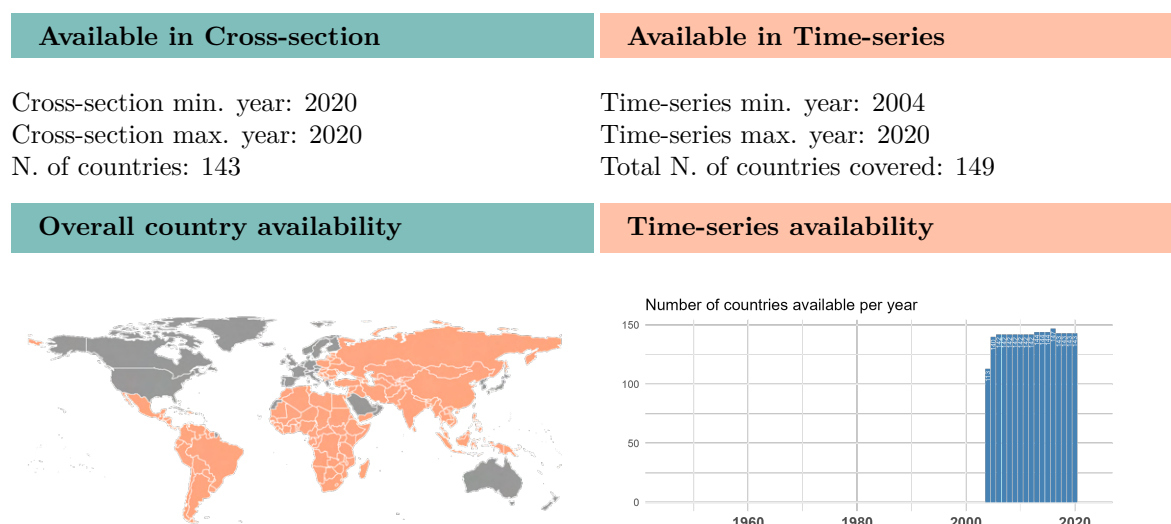 Available in Cross-section
Available in Time-series
Cross-section min. year: 2020
Cross-section max. year: 2020
N. of countries: 143
Time-series min. year: 2004
Time-series max. year: 2020
Total N. of countries covered: 149
Overall country availability
Time-series availability
Number of countries available per year
150
100
50
0
113
1960
1980
2000
2020